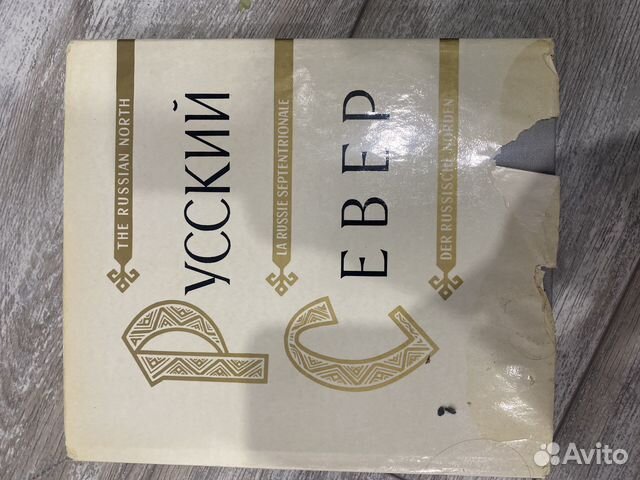 THE RUSSIAN NORTH
РУССКИЙ
LA RUSSIE SEPTENTRIONALE
СЕВЕР
DER RUSSISCHE NORDEN
Avito